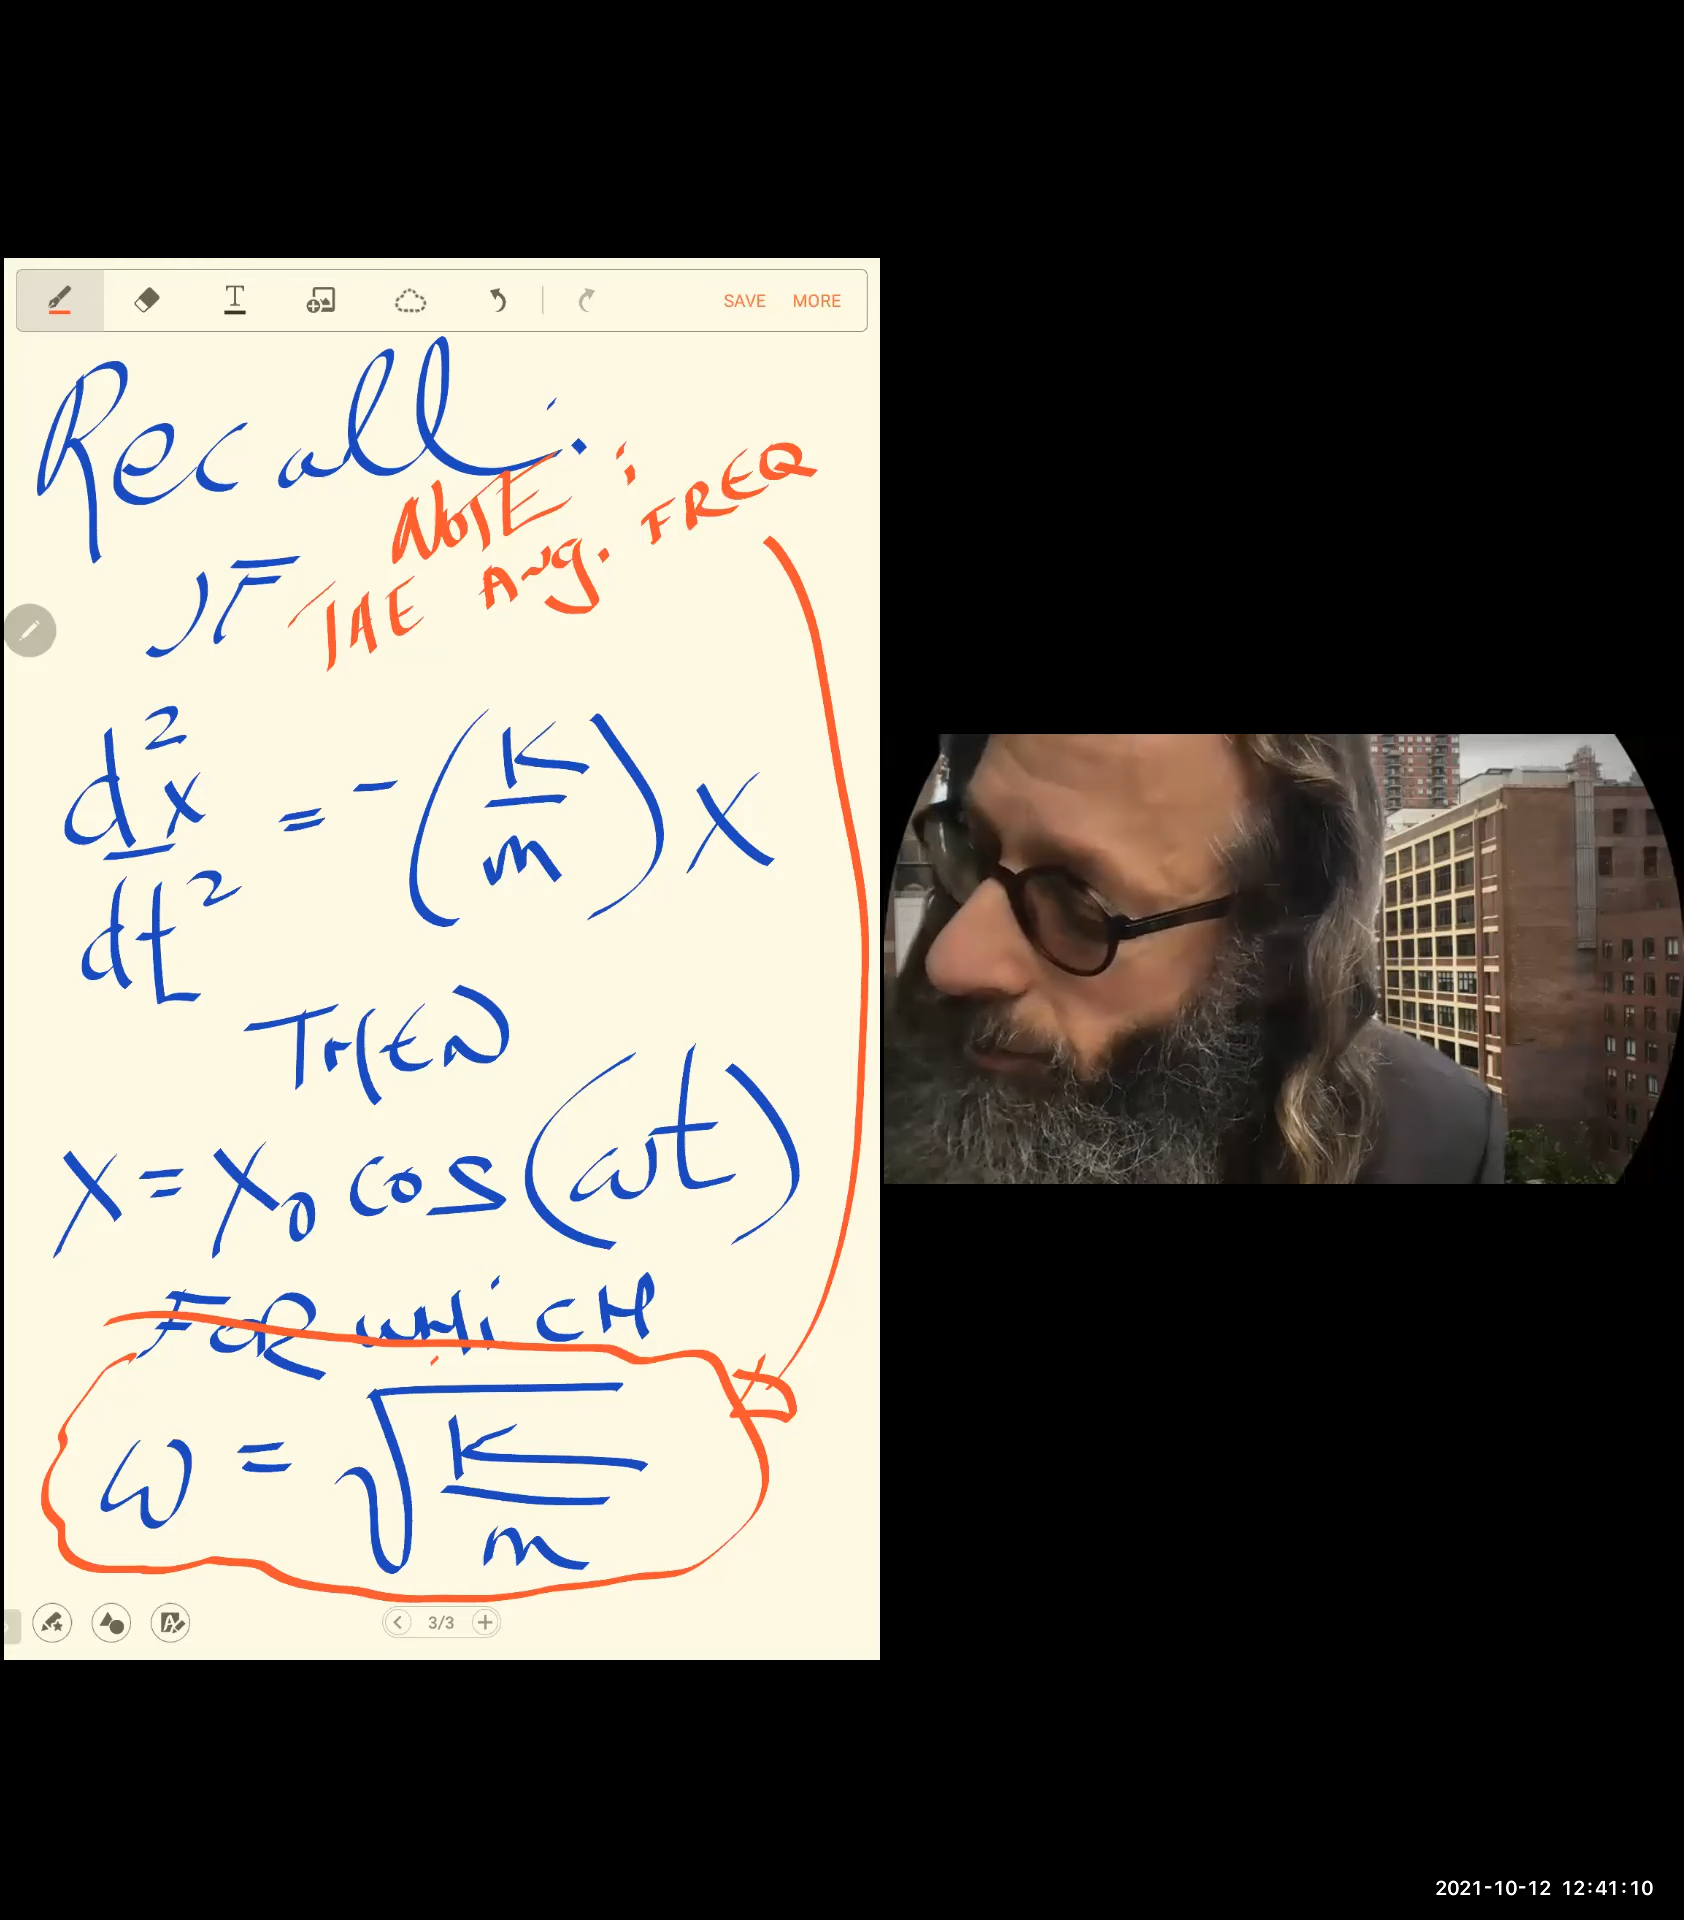 SAVE MORE
Recall:
NOTE:
THE Ang. FREQ
IF
d²x/dt² = -(k/m) x
THEN
x = x₀ cos(ωt)
FOR WHICH
ω = √(k/m)
3/3
2021-10-12 12:41:10